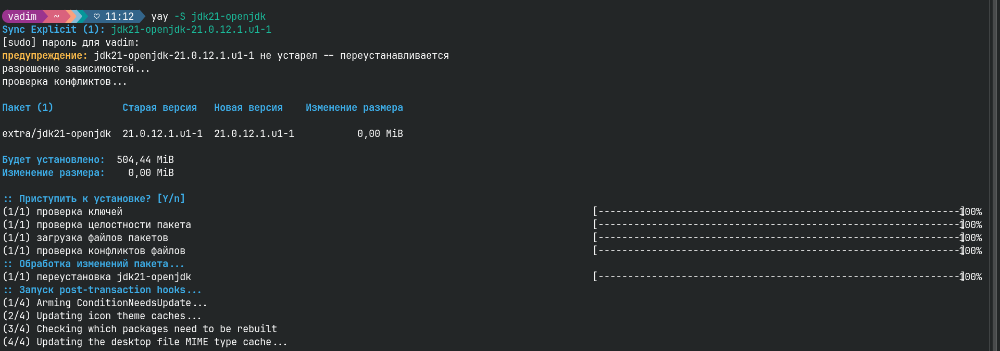 vadim ~ ♡ 11:12 yay -S jdk21-openjdk
Sync Explicit (1): jdk21-openjdk-21.0.12.1.u1-1
[sudo] пароль для vadim:
предупреждение: jdk21-openjdk-21.0.12.1.u1-1 не устарел -- переустанавливается
разрешение зависимостей...
проверка конфликтов...
Пакет (1) Старая версия Новая версия Изменение размера
extra/jdk21-openjdk 21.0.12.1.u1-1 21.0.12.1.u1-1 0,00 MiB
Будет установлено: 504,44 MiB
Изменение размера: 0,00 MiB
:: Приступить к установке? [Y/n]
(1/1) проверка ключей [---------------------------------------------------------------] 100%
(1/1) проверка целостности пакета [---------------------------------------------------------------] 100%
(1/1) загрузка файлов пакетов [---------------------------------------------------------------] 100%
(1/1) проверка конфликтов файлов [---------------------------------------------------------------] 100%
:: Обработка изменений пакета...
(1/1) переустановка jdk21-openjdk [---------------------------------------------------------------] 100%
:: Запуск post-transaction hooks...
(1/4) Arming ConditionNeedsUpdate...
(2/4) Updating icon theme caches...
(3/4) Checking which packages need to be rebuilt
(4/4) Updating the desktop file MIME type cache...